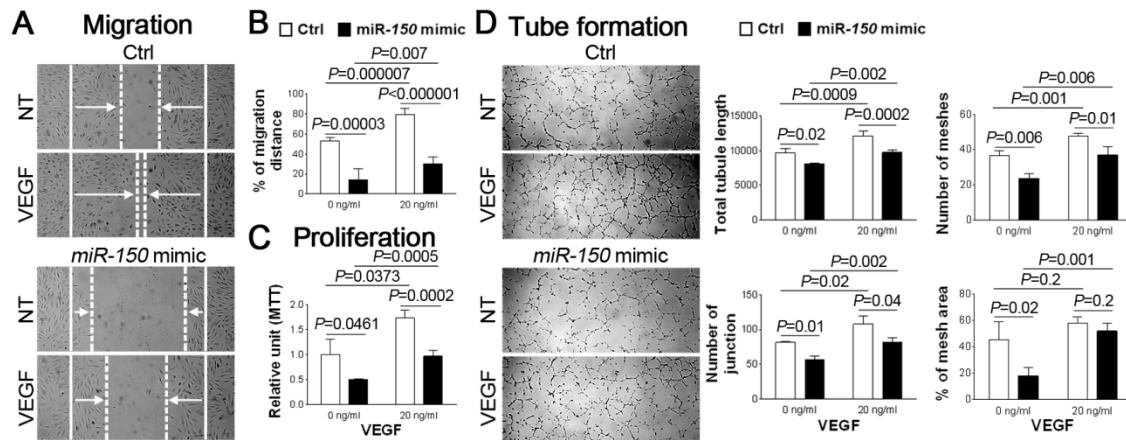 A Migration
Ctrl
NT
VEGF
miR-150 mimic
NT
VEGF
B Ctrl miR-150 mimic
P=0.007
P=0.000007
P<0.000001
P=0.00003
% of migration
distance
100
80
60
40
20
0
0 ng/ml 20 ng/ml
C Proliferation
P=0.0005
P=0.0373
P=0.0002
P=0.0461
Relative unit (MTT)
2.0
1.5
1.0
0.5
0.0
0 ng/ml 20 ng/ml
VEGF
D Tube formation
Ctrl
NT
VEGF
miR-150 mimic
NT
VEGF
Ctrl miR-150 mimic
P=0.002
P=0.0009
P=0.0002
P=0.02
Total tubule length
15000
10000
5000
0
0 ng/ml 20 ng/ml
P=0.006
P=0.001
P=0.01
P=0.006
Number of meshes
60
40
20
0
0 ng/ml 20 ng/ml
P=0.002
P=0.02
P=0.04
P=0.01
Number of
junction
150
100
50
0
0 ng/ml 20 ng/ml
VEGF
P=0.001
P=0.2
P=0.2
P=0.02
% of mesh area
80
60
40
20
0
0 ng/ml 20 ng/ml
VEGF